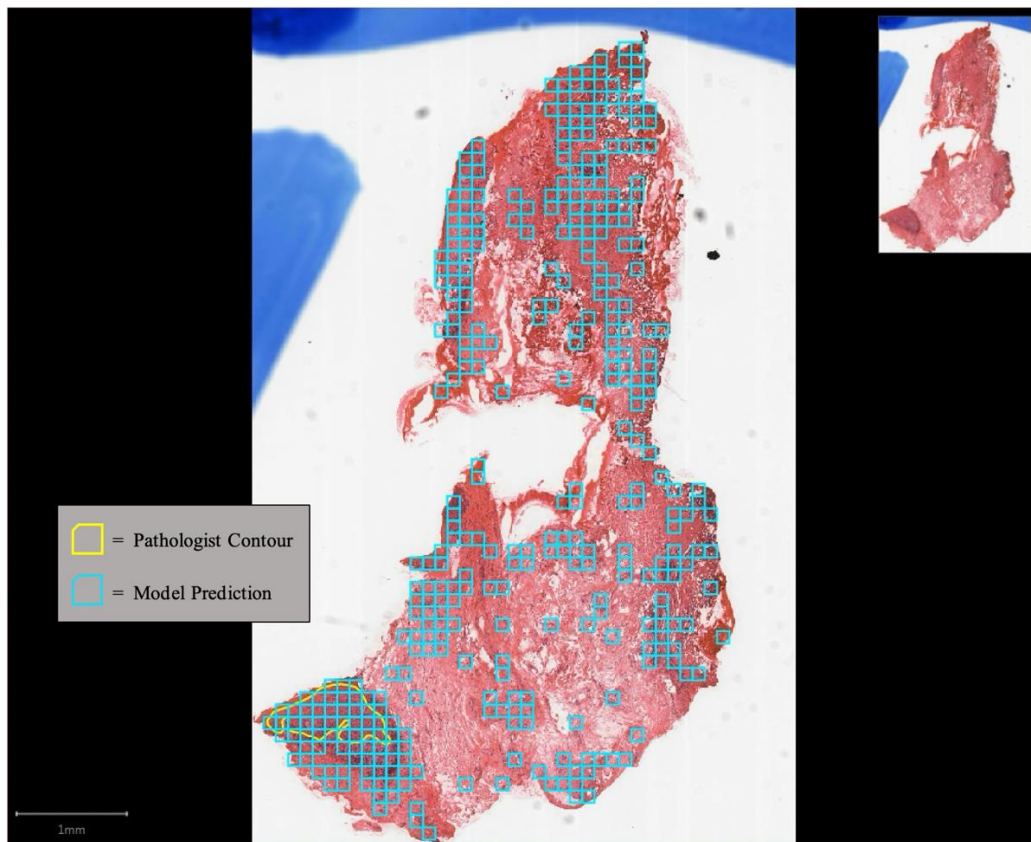 = Pathologist Contour
= Model Prediction
1mm